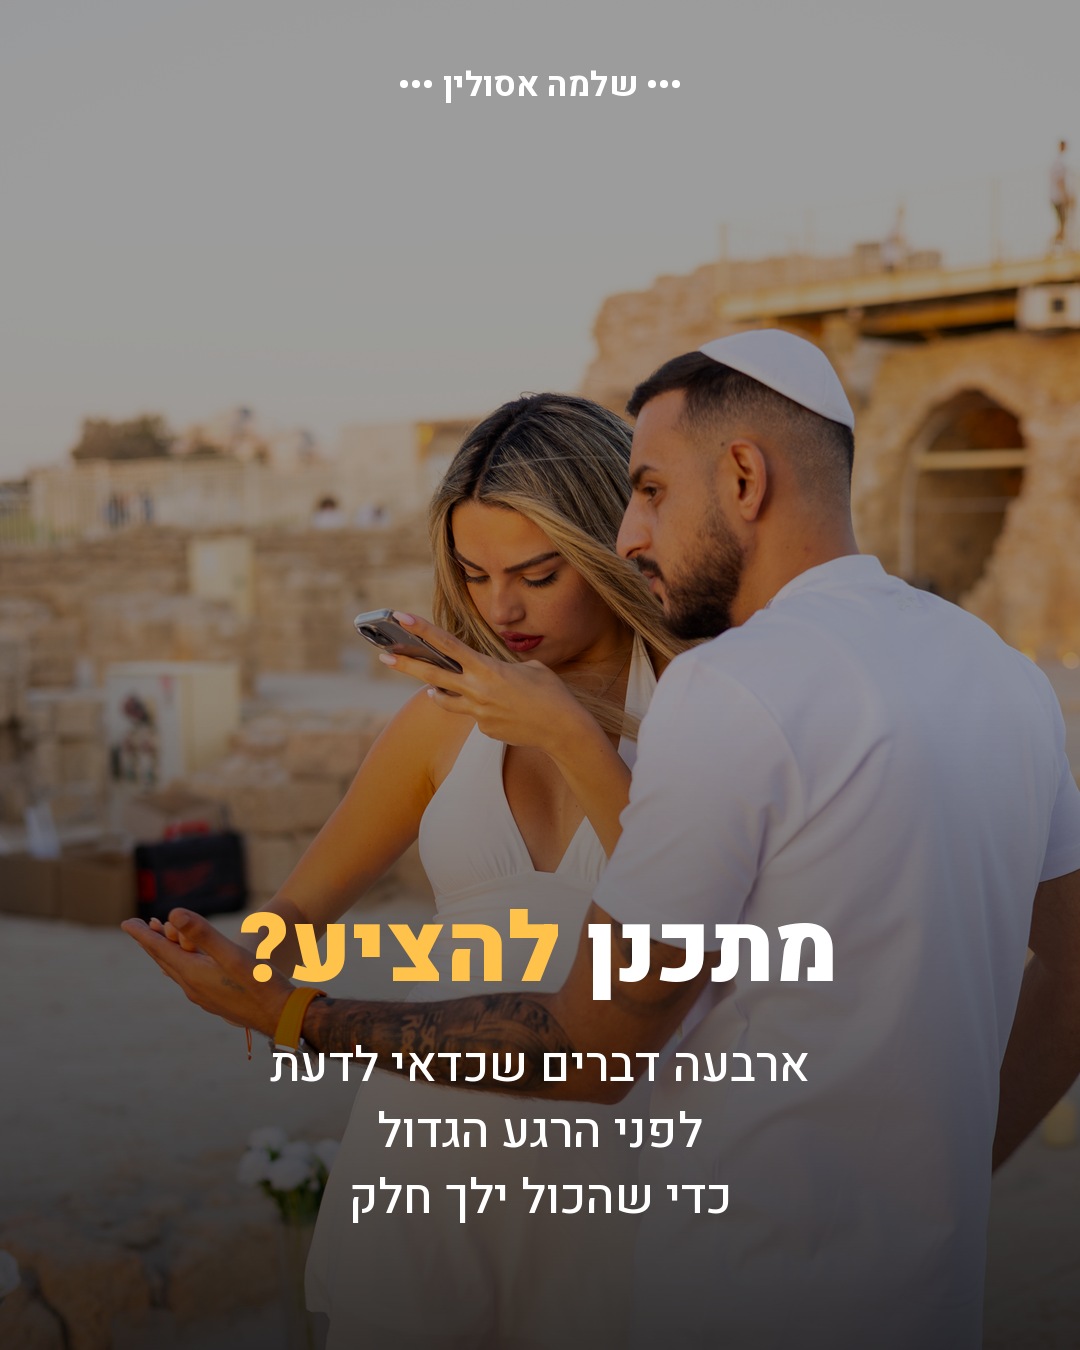 ••• שלמה אסולין •••
מתכנן להציע?
ארבעה דברים שכדאי לדעת
לפני הרגע הגדול
כדי שהכול ילך חלק